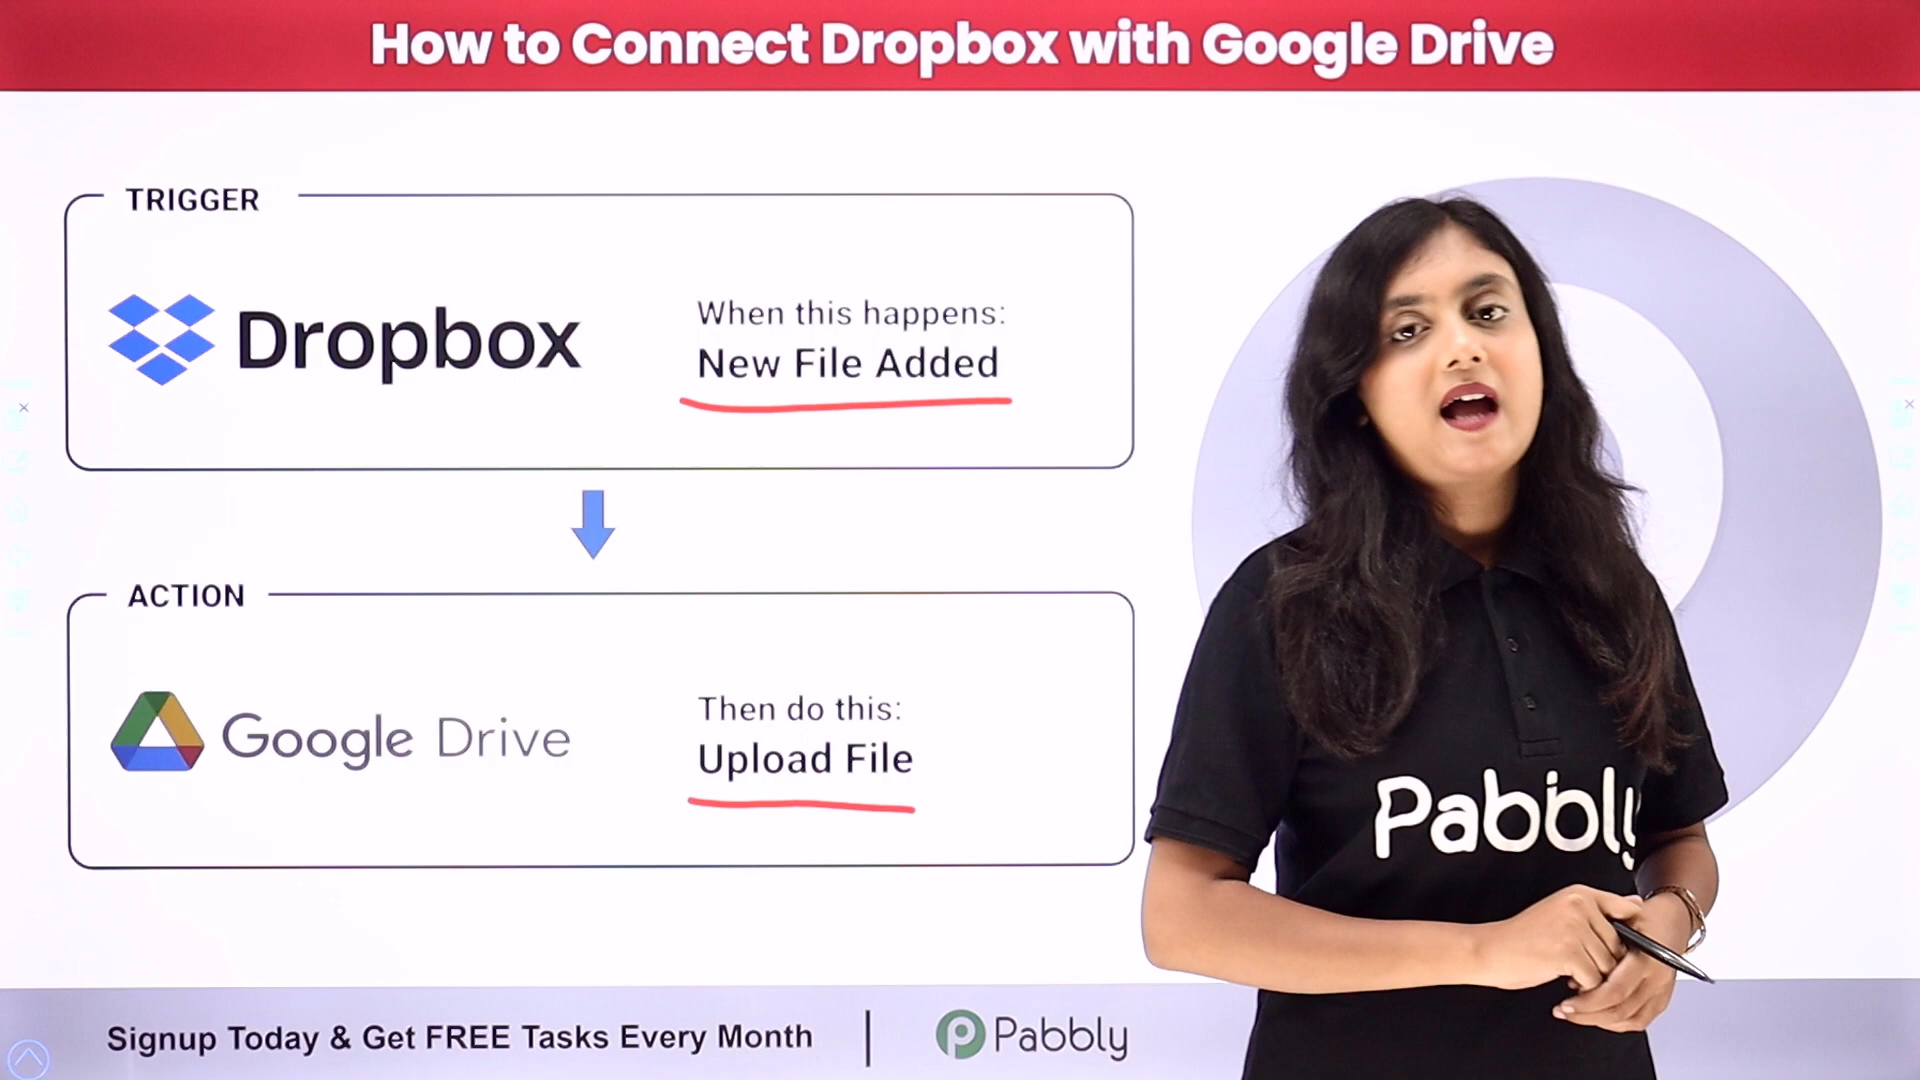 How to Connect Dropbox with Google Drive
TRIGGER
Dropbox
When this happens:
New File Added
ACTION
Google Drive
Then do this:
Upload File
Pabbly
Signup Today & Get FREE Tasks Every Month | Pabbly